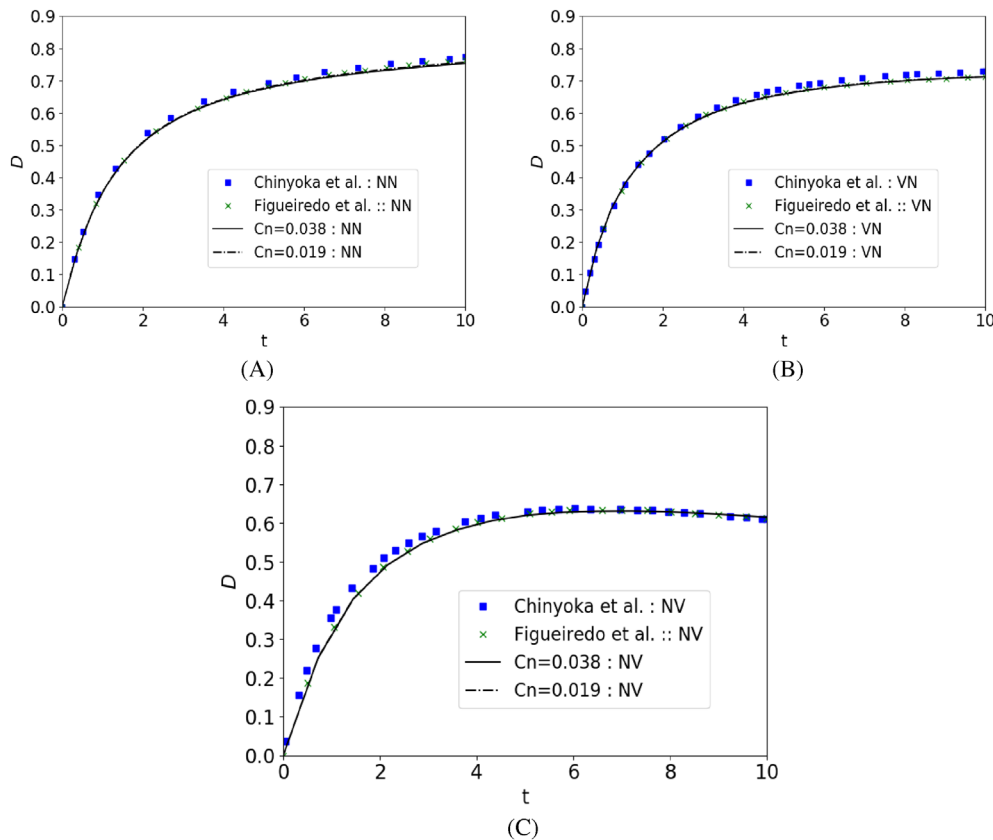 0.9
0.8
0.7
0.6
0.5
0.4
0.3
0.2
0.1
0.0
D
Chinyoka et al. : NN
Figueiredo et al. :: NN
Cn=0.038 : NN
Cn=0.019 : NN
0 2 4 6 8 10
t
(A)
0.9
0.8
0.7
0.6
0.5
0.4
0.3
0.2
0.1
0.0
D
Chinyoka et al. : VN
Figueiredo et al. :: VN
Cn=0.038 : VN
Cn=0.019 : VN
0 2 4 6 8 10
t
(B)
0.9
0.8
0.7
0.6
0.5
0.4
0.3
0.2
0.1
0.0
D
Chinyoka et al. : NV
Figueiredo et al. :: NV
Cn=0.038 : NV
Cn=0.019 : NV
0 2 4 6 8 10
t
(C)